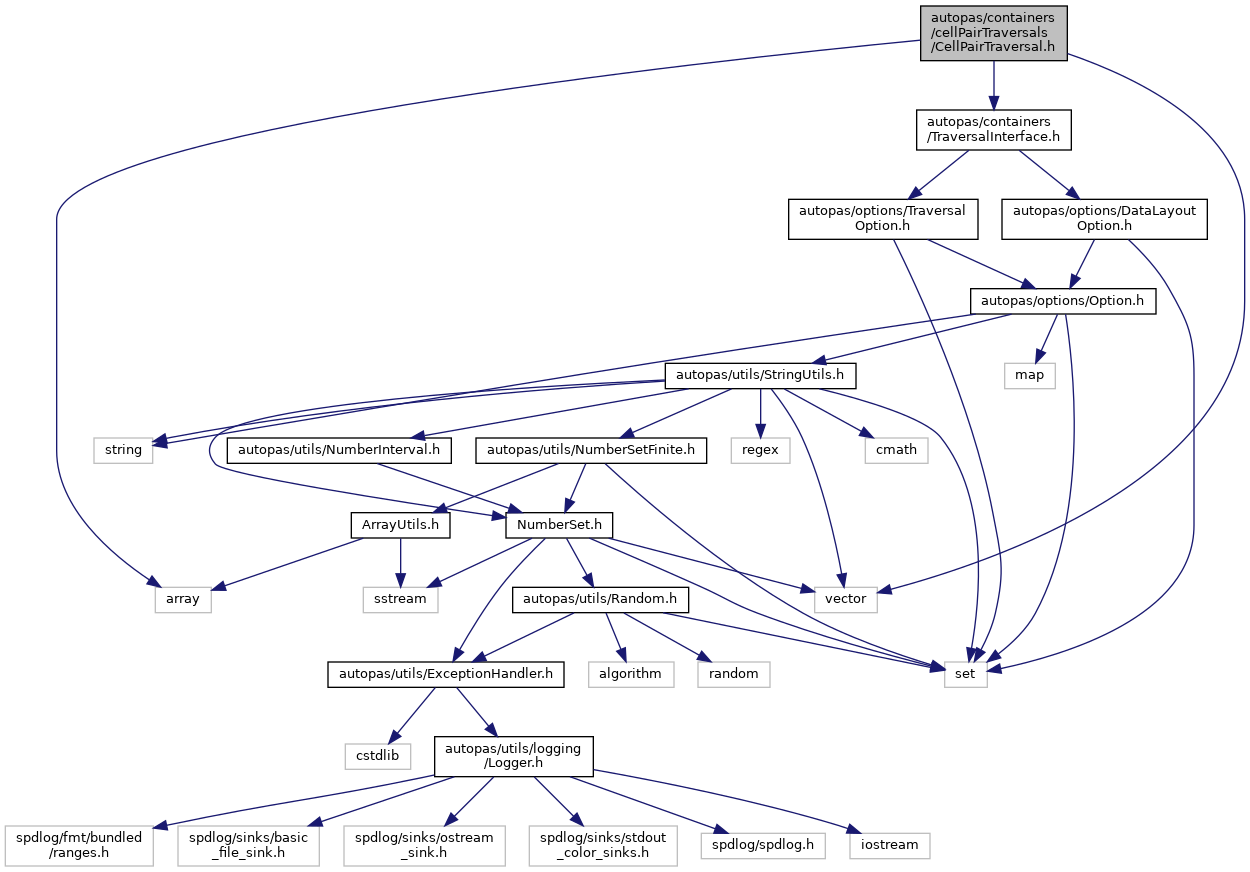 autopas/containers
/cellPairTraversals
/CellPairTraversal.h
autopas/containers
/TraversalInterface.h
autopas/options/Traversal
Option.h
autopas/options/DataLayout
Option.h
autopas/options/Option.h
autopas/utils/StringUtils.h
map
string
autopas/utils/NumberInterval.h
autopas/utils/NumberSetFinite.h
regex
cmath
ArrayUtils.h
NumberSet.h
array
sstream
autopas/utils/Random.h
vector
autopas/utils/ExceptionHandler.h
algorithm
random
set
cstdlib
autopas/utils/logging
/Logger.h
spdlog/fmt/bundled
/ranges.h
spdlog/sinks/basic
_file_sink.h
spdlog/sinks/ostream
_sink.h
spdlog/sinks/stdout
_color_sinks.h
spdlog/spdlog.h
iostream